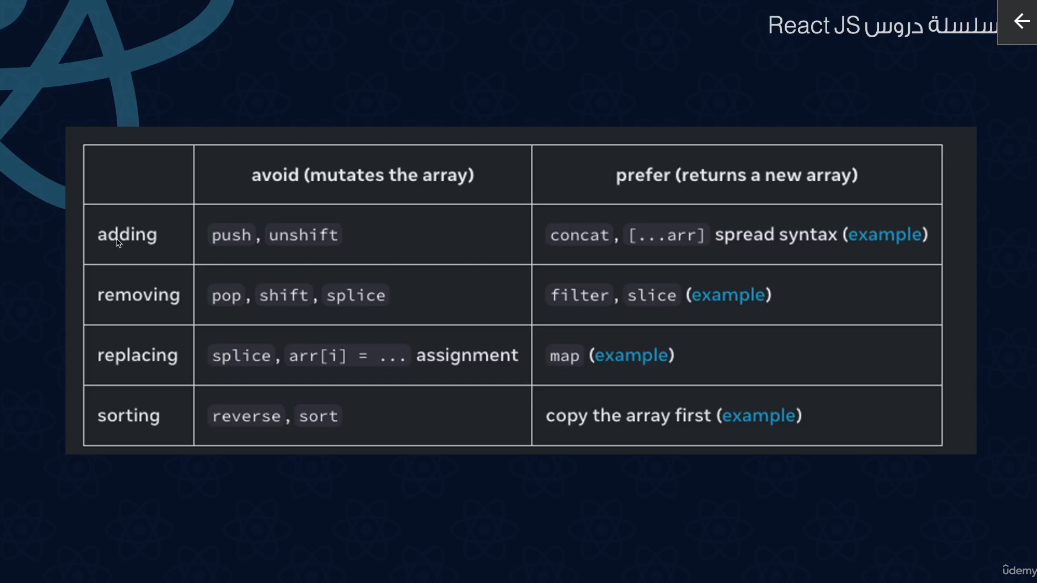 سلسلة دروس React JS
avoid (mutates the array) prefer (returns a new array)
adding push, unshift concat, [...arr] spread syntax (example)
removing pop, shift, splice filter, slice (example)
replacing splice, arr[i] = ... assignment map (example)
sorting reverse, sort copy the array first (example)
ûdemy